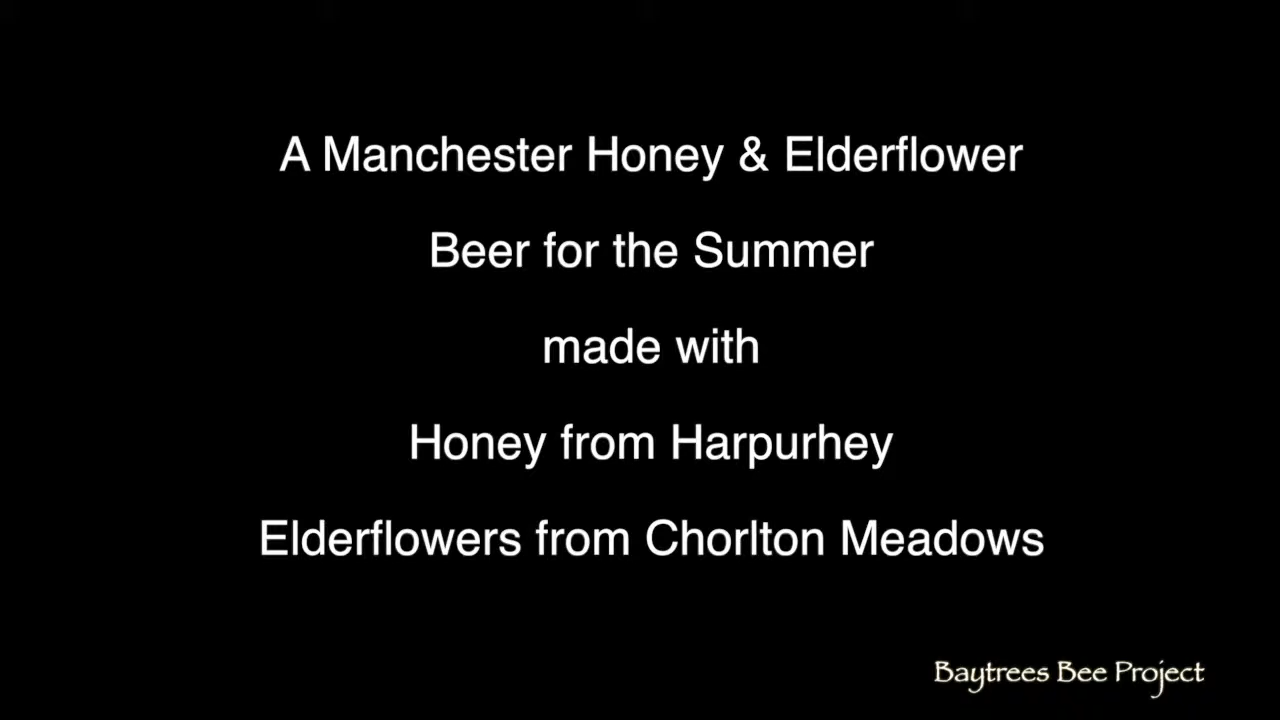 A Manchester Honey & Elderflower
Beer for the Summer
made with
Honey from Harpurhey
Elderflowers from Chorlton Meadows
Baytrees Bee Project